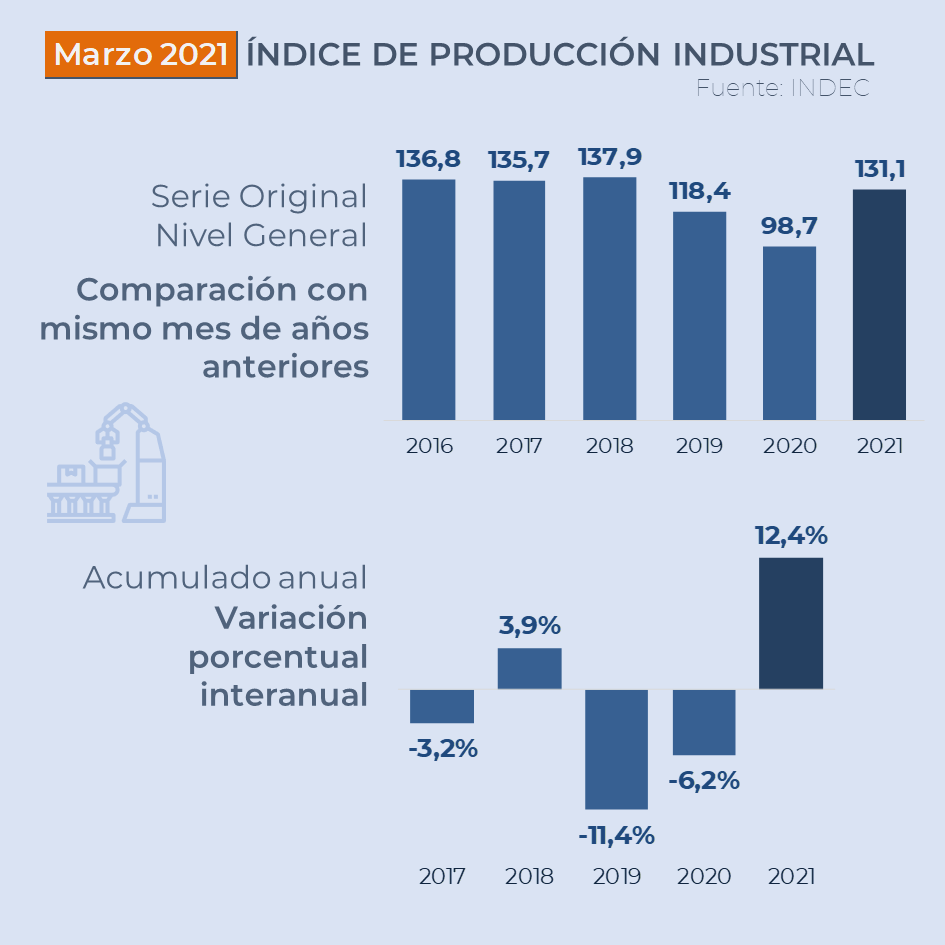 Marzo 2021 ÍNDICE DE PRODUCCIÓN INDUSTRIAL
Fuente: INDEC
Serie Original
Nivel General
Comparación con
mismo mes de años
anteriores
136,8 135,7 137,9 118,4 98,7 131,1
2016 2017 2018 2019 2020 2021
Acumulado anual
Variación
porcentual
interanual
-3,2% 3,9% -11,4% -6,2% 12,4%
2017 2018 2019 2020 2021